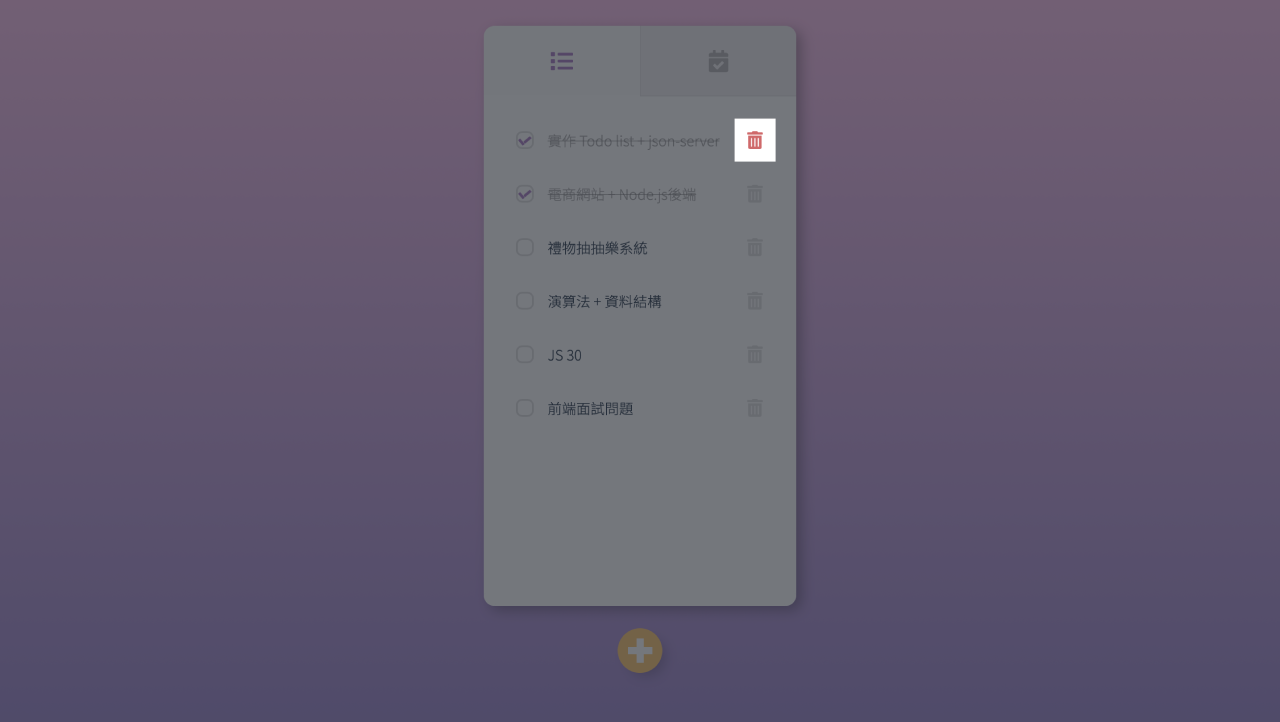 實作 Todo list + json-server
電商網站 + Node.js後端
禮物抽抽樂系統
演算法 + 資料結構
JS 30
前端面試問題